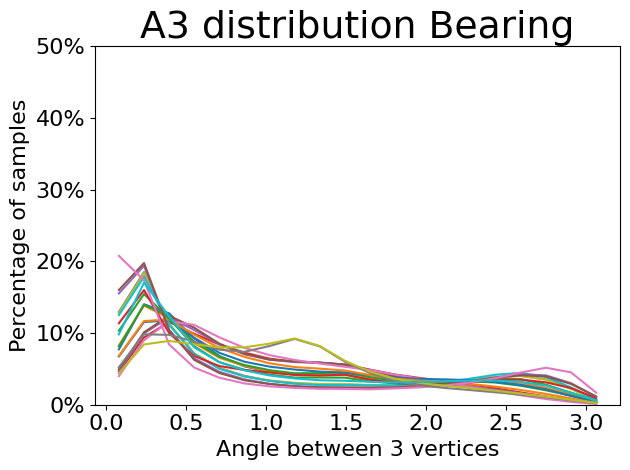 A3 distribution Bearing
50%
40%
30%
20%
10%
0%
Percentage of samples
0.0 0.5 1.0 1.5 2.0 2.5 3.0
Angle between 3 vertices